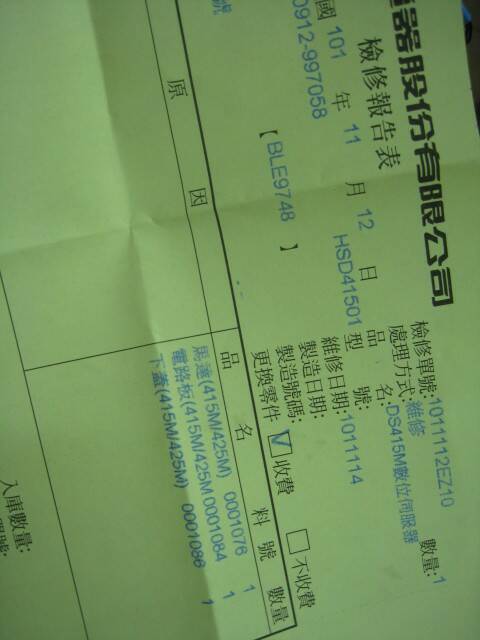 器股份有限公司
檢修報告表
國 101 年 11 月 12 日
0912-997058
號
【 BLE9748 】
檢修單號:1011112EZ10
處理方式:維修
數量:1
品 名:DS415M數位伺服器
型 號:HSD41501
維修日期:1011114
製造日期:
製造號碼:
更換零件 V 收費 □ 不收費
原 因
品 名 料 號 數量
馬達(415M/425M) 0001076 1
電路板(415M/425M 0001084 1
下蓋(415M/425M) 0001086 1
入庫數量: